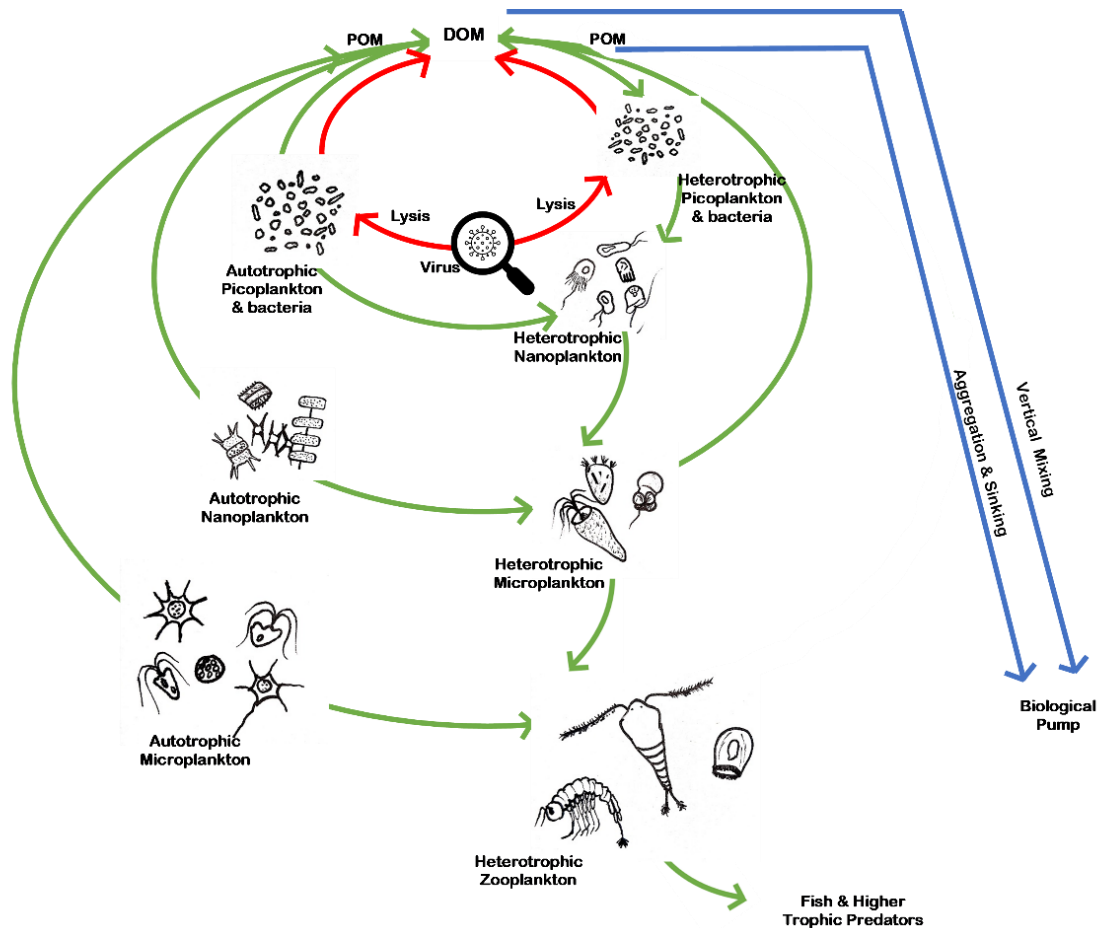 POM
DOM
POM
Lysis
Lysis
Virus
Heterotrophic
Picoplankton
& bacteria
Autotrophic
Picoplankton
& bacteria
Heterotrophic
Nanoplankton
Aggregation & Sinking
Vertical Mixing
Autotrophic
Nanoplankton
Heterotrophic
Microplankton
Biological
Pump
Autotrophic
Microplankton
Heterotrophic
Zooplankton
Fish & Higher
Trophic Predators